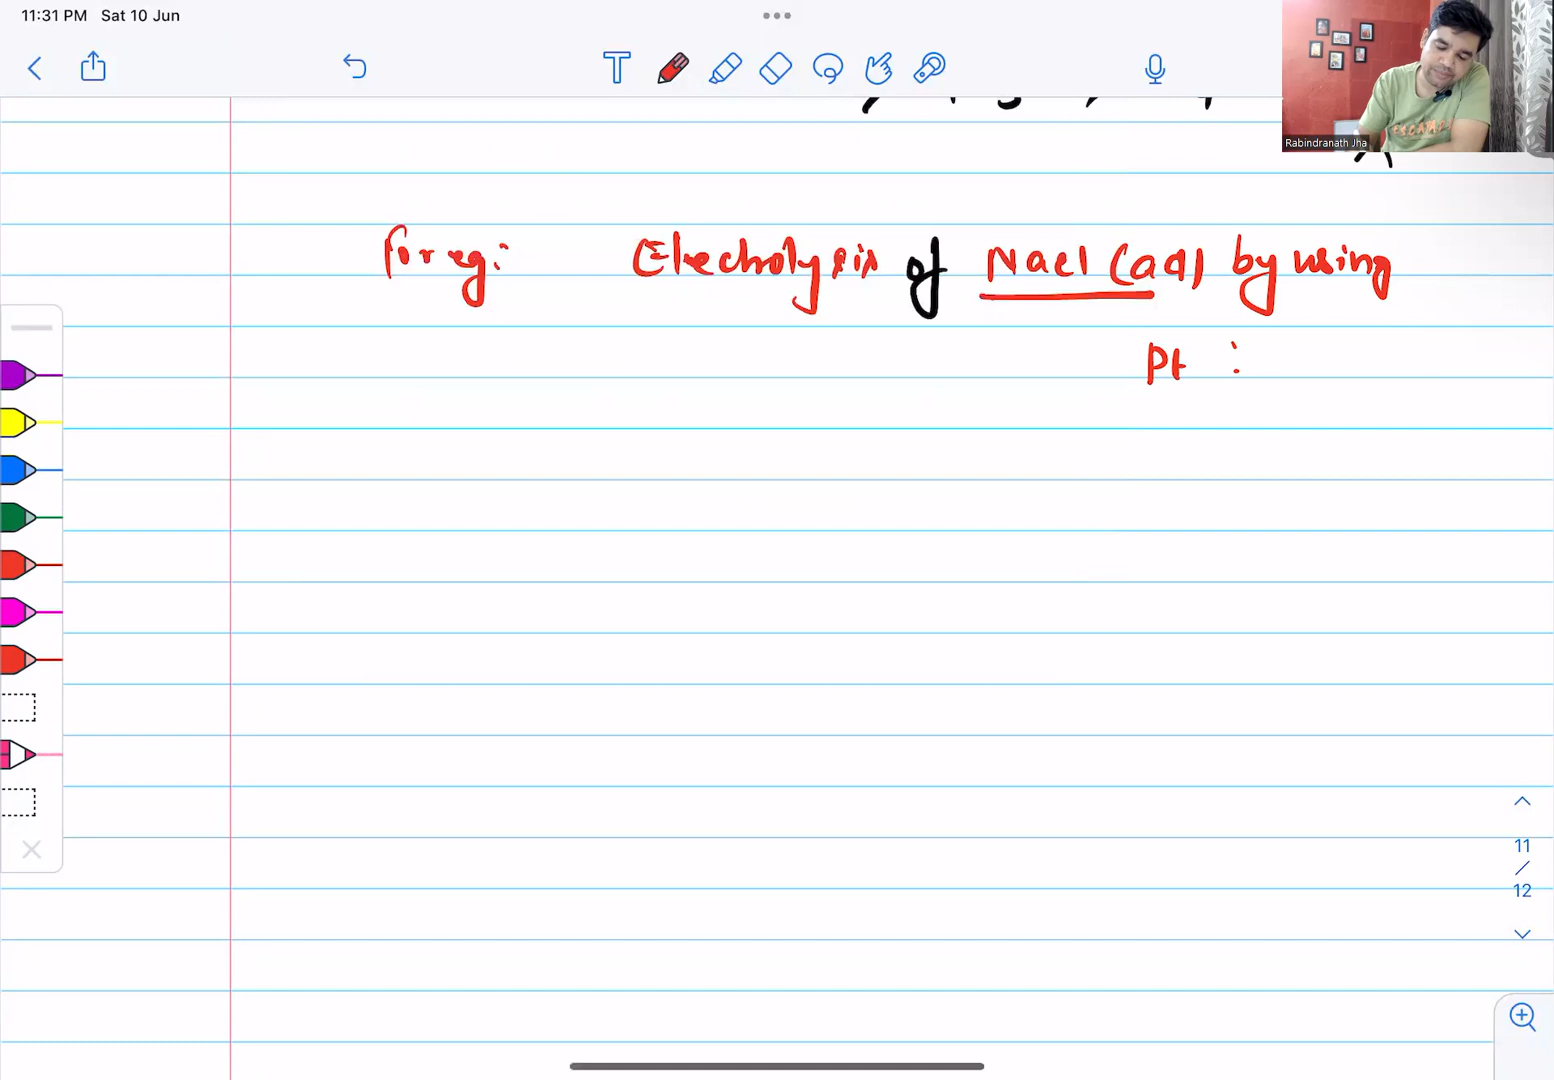 11:31 PM Sat 10 Jun
Rabindranath Jha
For eg: Electrolysis of NaCl (aq) by using
Pt :
11
/
12